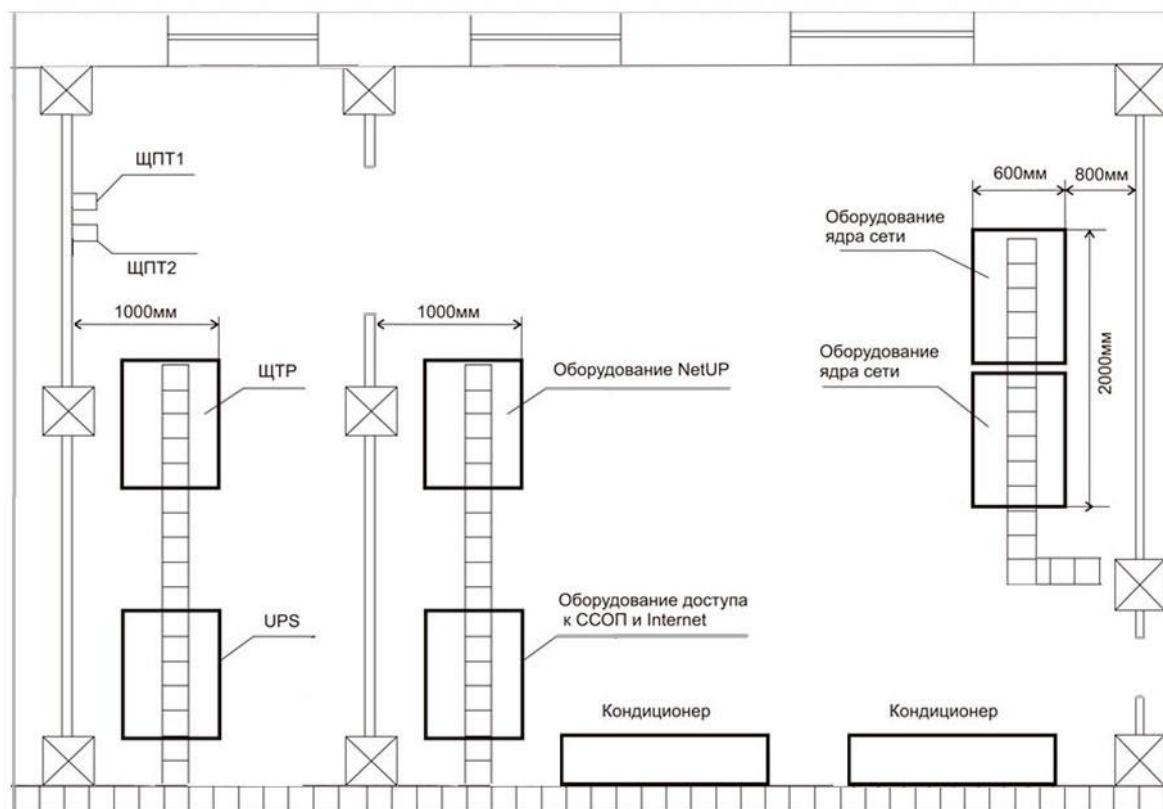 ЩПТ1
ЩПТ2
600мм
800мм
Оборудование
ядра сети
1000мм
1000мм
Оборудование
ядра сети
2000мм
ЩТР
Оборудование NetUP
UPS
Оборудование доступа
к ССОП и Internet
Кондиционер
Кондиционер